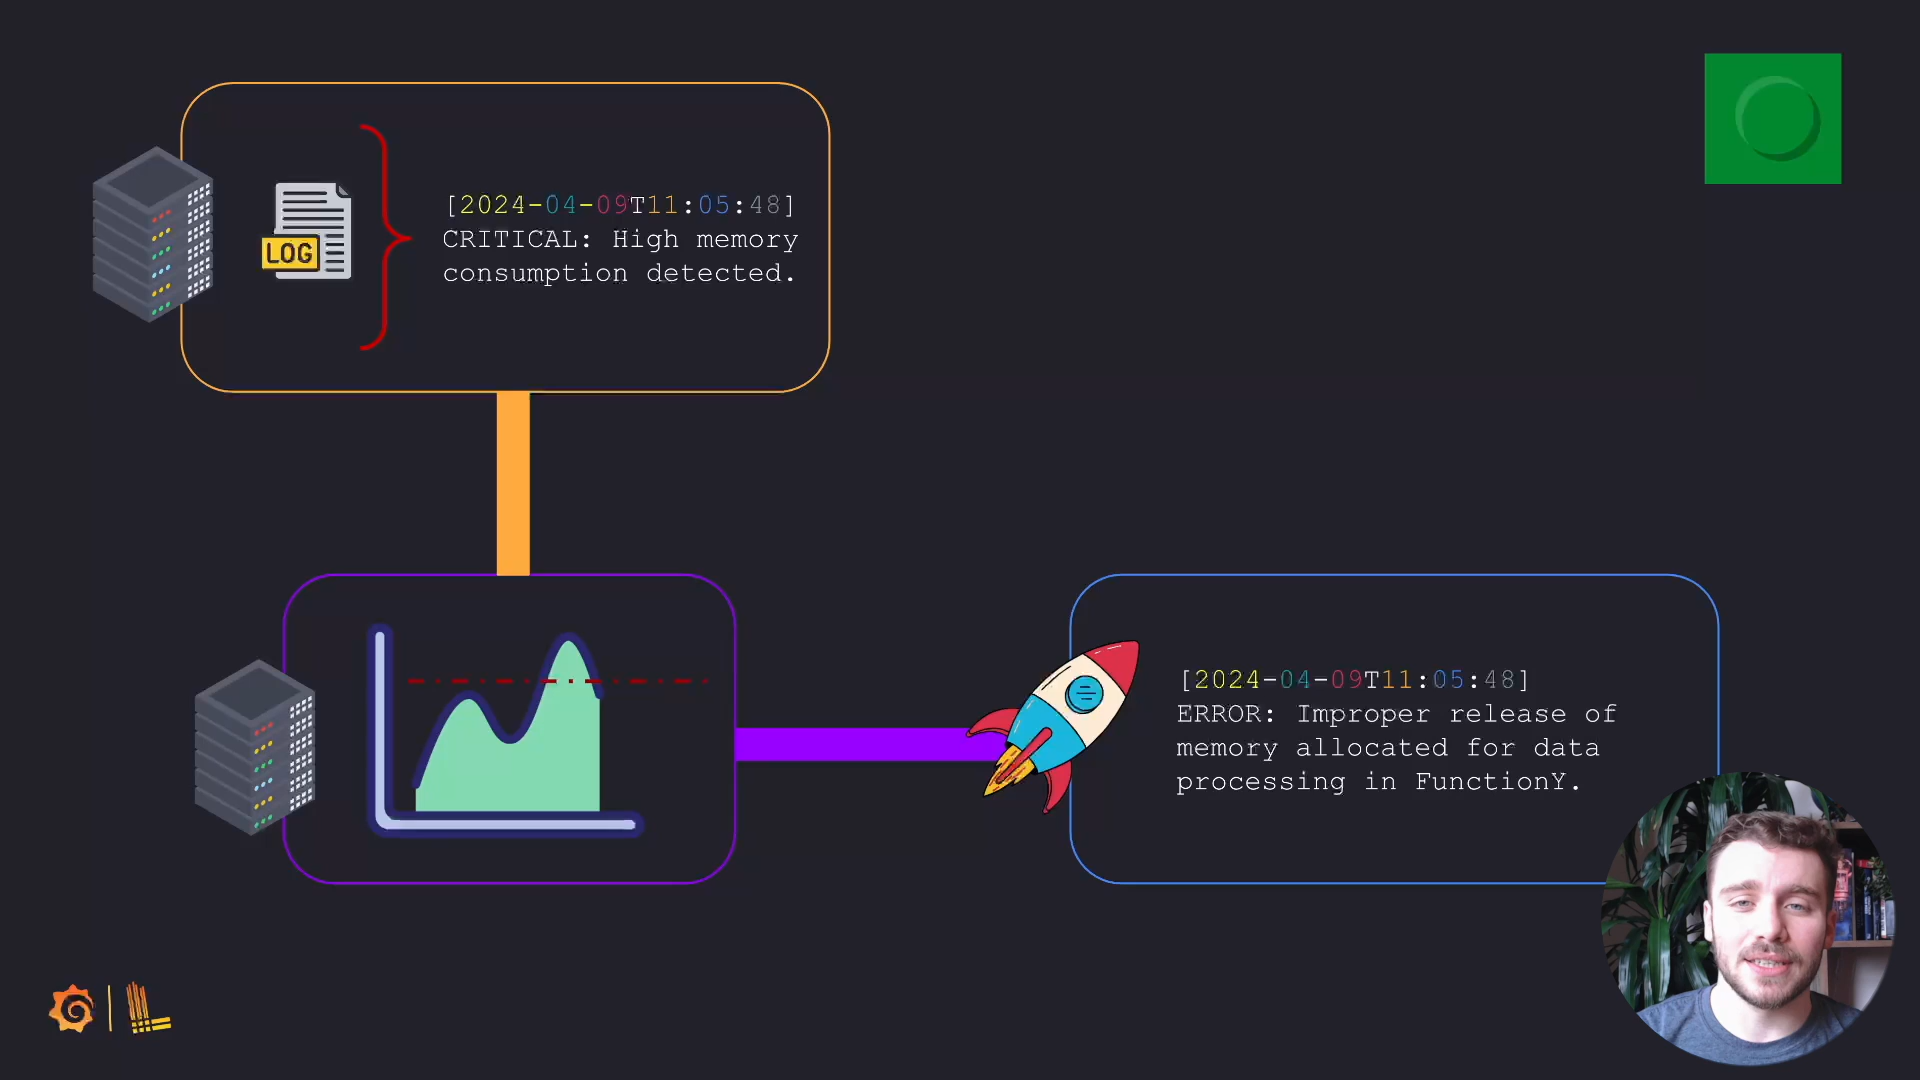 [2024-04-09T11:05:48]
CRITICAL: High memory
consumption detected.
LOG
[2024-04-09T11:05:48]
ERROR: Improper release of
memory allocated for data
processing in FunctionY.